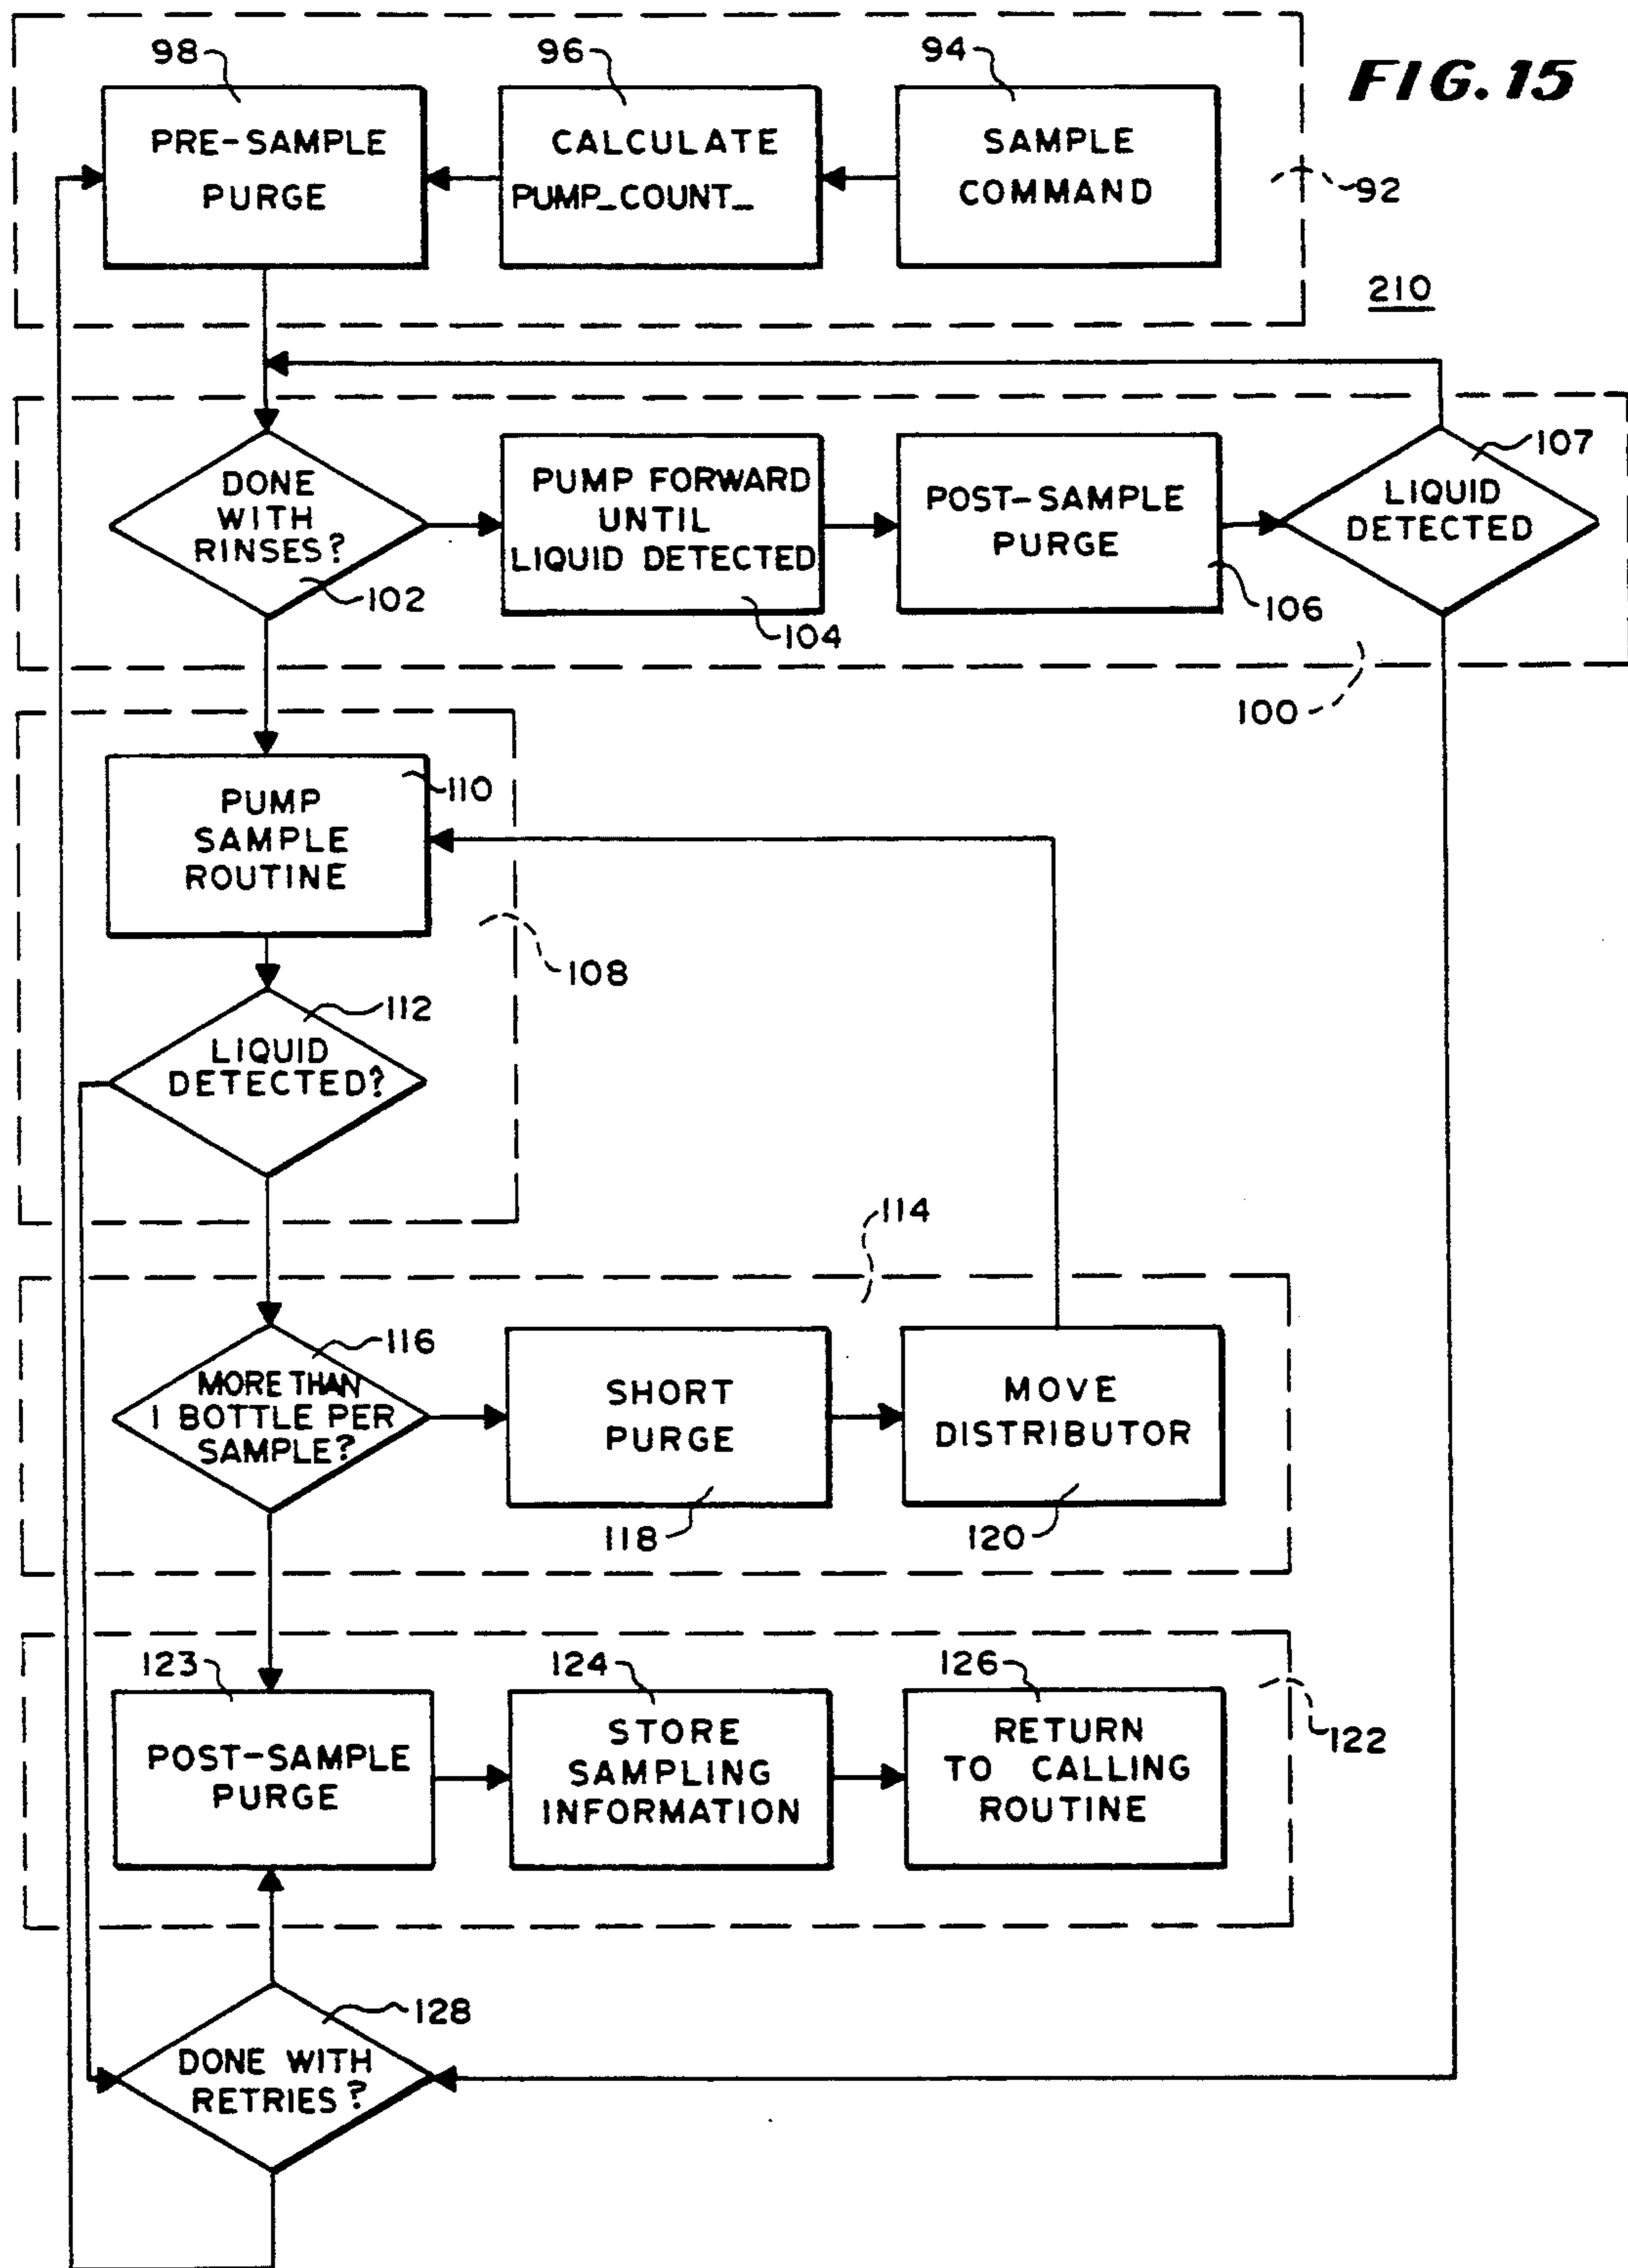 FIG. 15
98
96
94
PRE-SAMPLE
PURGE
CALCULATE
PUMP_COUNT_
SAMPLE
COMMAND
92
210
DONE
WITH
RINSES?
102
PUMP FORWARD
UNTIL
LIQUID DETECTED
104
POST-SAMPLE
PURGE
106
LIQUID
DETECTED
107
100
PUMP
SAMPLE
ROUTINE
110
108
112
LIQUID
DETECTED?
114
116
MORE THAN
1 BOTTLE PER
SAMPLE?
SHORT
PURGE
118
MOVE
DISTRIBUTOR
120
123
124
126
POST-SAMPLE
PURGE
STORE
SAMPLING
INFORMATION
RETURN
TO CALLING
ROUTINE
122
128
DONE WITH
RETRIES?